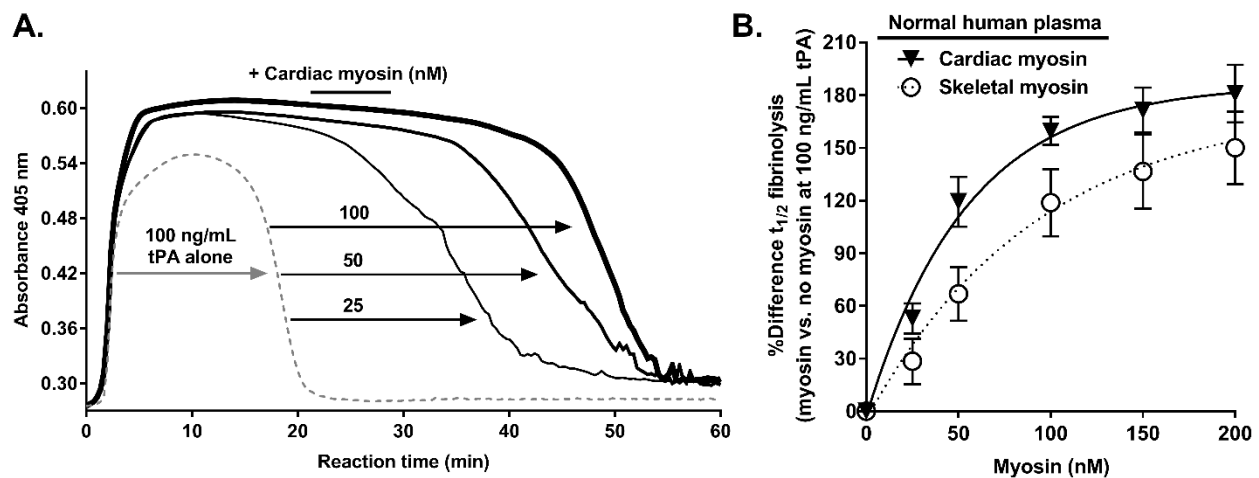 A.
+ Cardiac myosin (nM)
Absorbance 405 nm
0.60
0.54
0.48
0.42
0.36
0.30
100 ng/mL
tPA alone
100
50
25
0
10
20
30
40
50
60
Reaction time (min)
B.
Normal human plasma
Cardiac myosin
Skeletal myosin
%Difference t1/2 fibrinolysis
(myosin vs. no myosin at 100 ng/mL tPA)
210
180
150
120
90
60
30
0
0
50
100
150
200
Myosin (nM)